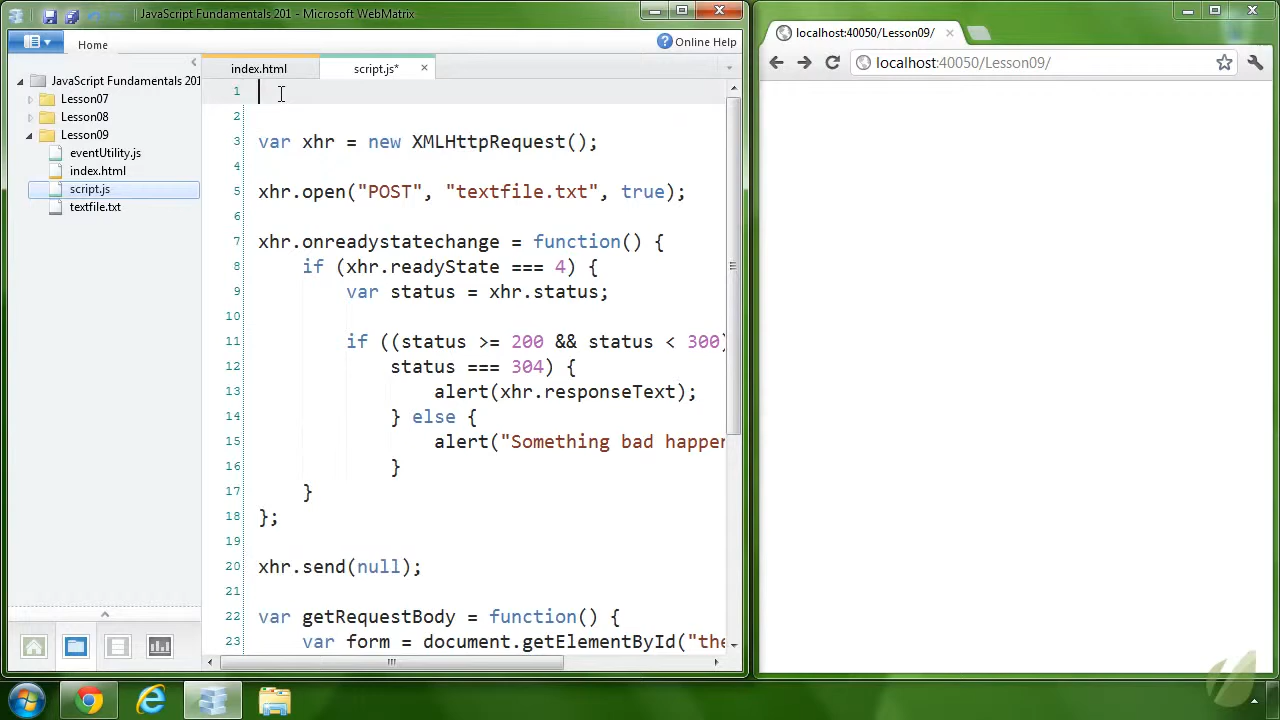 JavaScript Fundamentals 201 - Microsoft WebMatrix
Home
Online Help
JavaScript Fundamentals 201
Lesson07
Lesson08
Lesson09
eventUtility.js
index.html
script.js
textfile.txt
index.html
script.js*
1
2
3 var xhr = new XMLHttpRequest();
4
5 xhr.open("POST", "textfile.txt", true);
6
7 xhr.onreadystatechange = function() {
8 if (xhr.readyState === 4) {
9 var status = xhr.status;
10
11 if ((status >= 200 && status < 300)
12 status === 304) {
13 alert(xhr.responseText);
14 } else {
15 alert("Something bad happen
16 }
17 }
18 };
19
20 xhr.send(null);
21
22 var getRequestBody = function() {
23 var form = document.getElementById("the
localhost:40050/Lesson09/
localhost:40050/Lesson09/